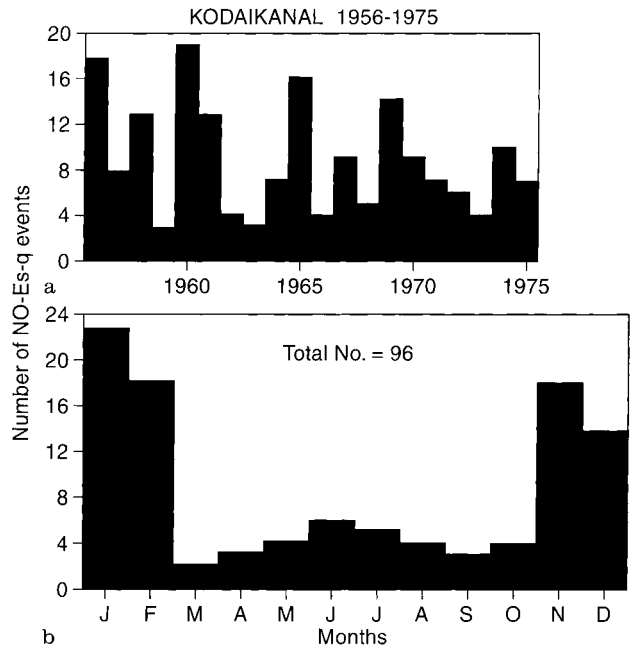 KODAIKANAL 1956-1975
Number of NO-Es-q events
20
16
12
8
4
0
a
1960 1965 1970 1975
24
20
16
12
8
4
0
Total No. = 96
J F M A M J J A S O N D
b
Months